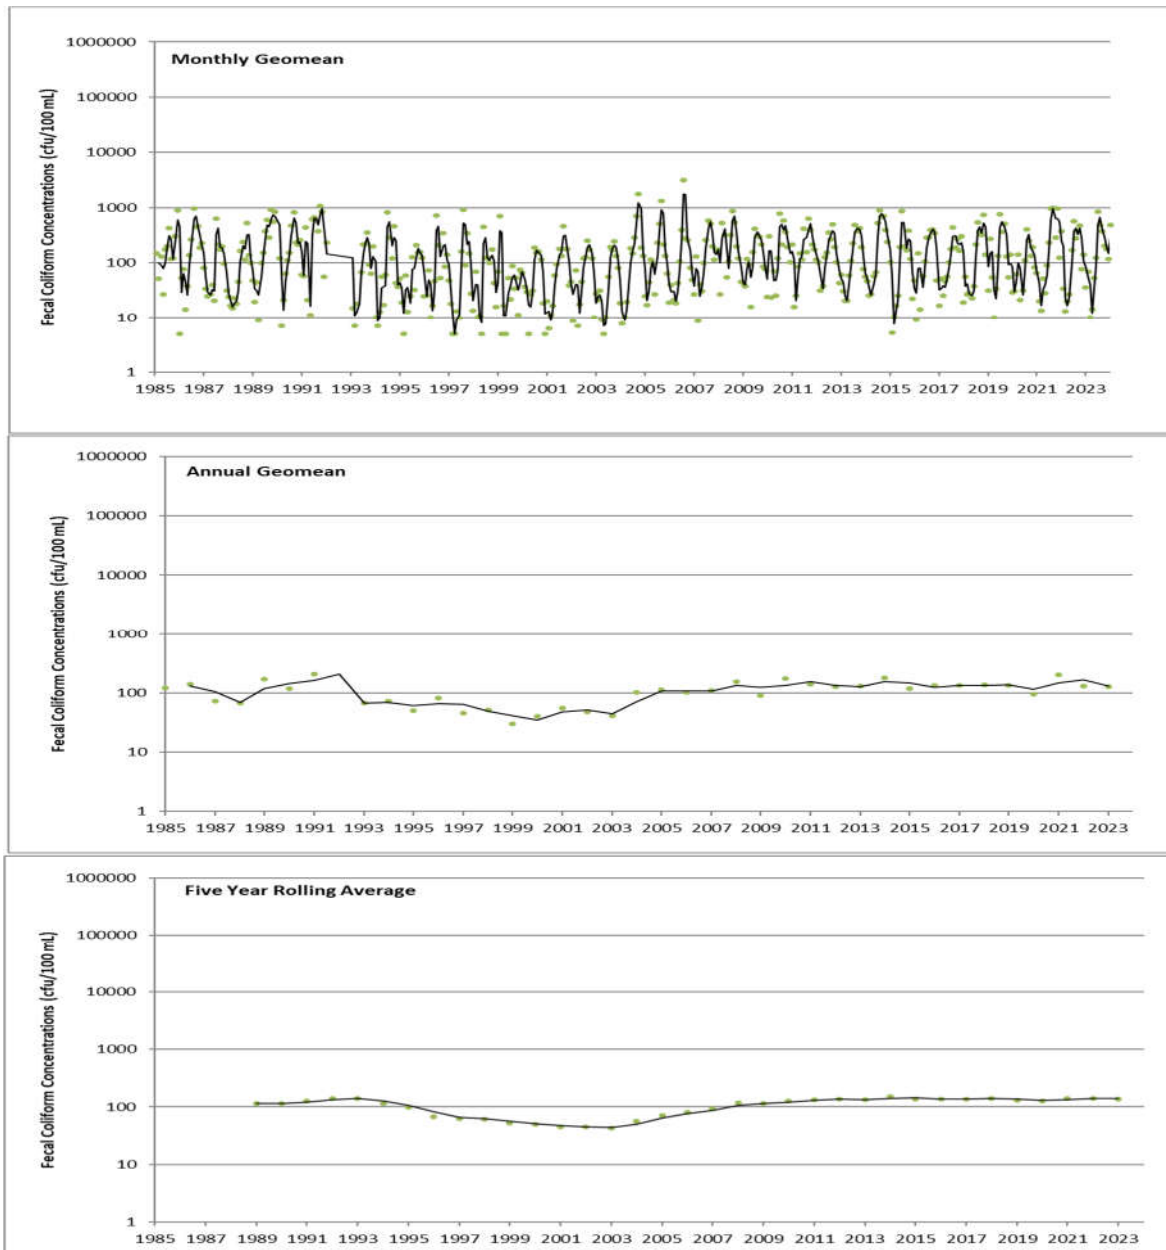 Monthly Geomean
Fecal Coliform Concentrations (cfu/100 mL)
1000000
100000
10000
1000
100
10
1
1985 1987 1989 1991 1993 1995 1997 1999 2001 2003 2005 2007 2009 2011 2013 2015 2017 2019 2021 2023
Annual Geomean
Fecal Coliform Concentrations (cfu/100 mL)
1000000
100000
10000
1000
100
10
1
1985 1987 1989 1991 1993 1995 1997 1999 2001 2003 2005 2007 2009 2011 2013 2015 2017 2019 2021 2023
Five Year Rolling Average
Fecal Coliform Concentrations (cfu/100 mL)
1000000
100000
10000
1000
100
10
1
1985 1987 1989 1991 1993 1995 1997 1999 2001 2003 2005 2007 2009 2011 2013 2015 2017 2019 2021 2023